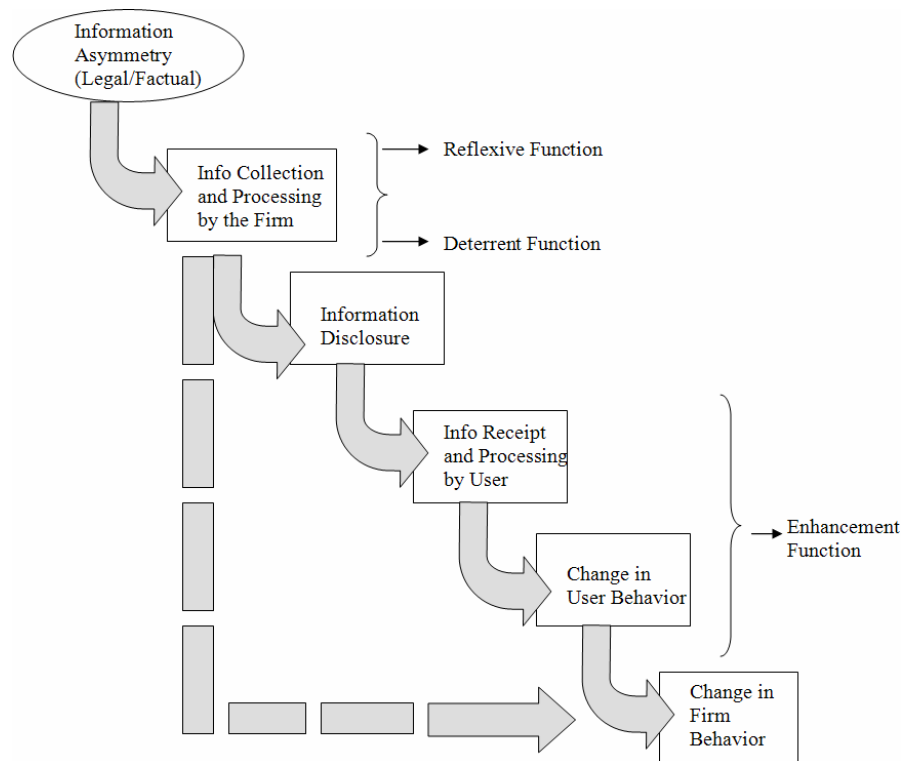 Information
Asymmetry
(Legal/Factual)
Info Collection
and Processing
by the Firm
Reflexive Function
Deterrent Function
Information
Disclosure
Info Receipt
and Processing
by User
Enhancement
Function
Change in
User Behavior
Change in
Firm
Behavior